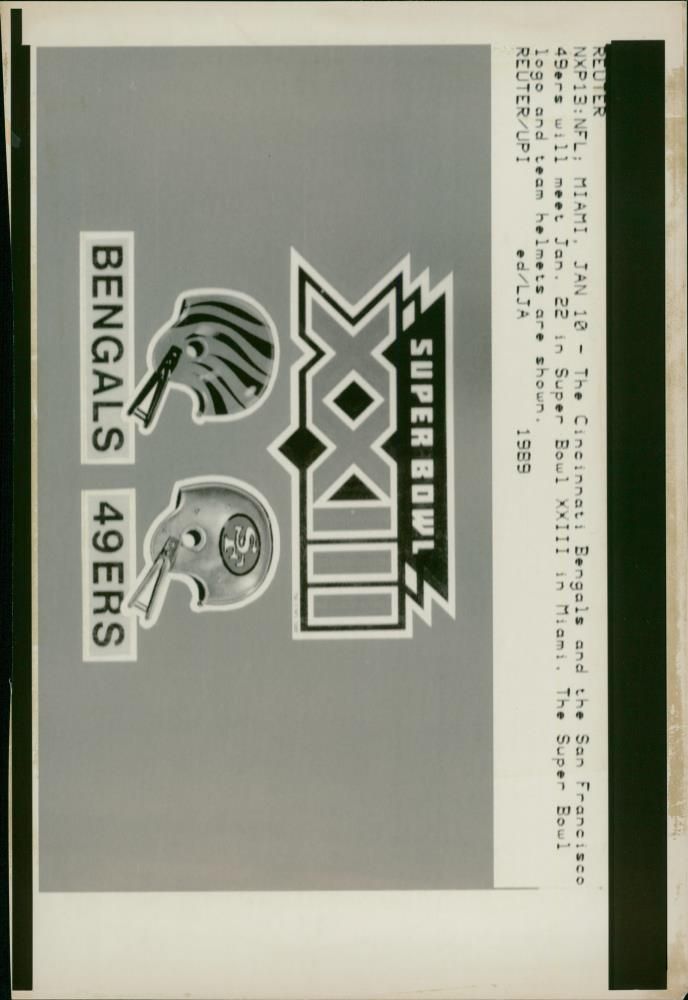 REUTER
NXP13:NFL; MIAMI, JAN 10 - The Cincinnati Bengals and the San Francisco
49ers will meet Jan. 22 in Super Bowl XXIII in Miami. The Super Bowl
logo and team helmets are shown.
REUTER/UPI ed/LJA 1989
SUPER BOWL
XXIII
SF
BENGALS 49ERS